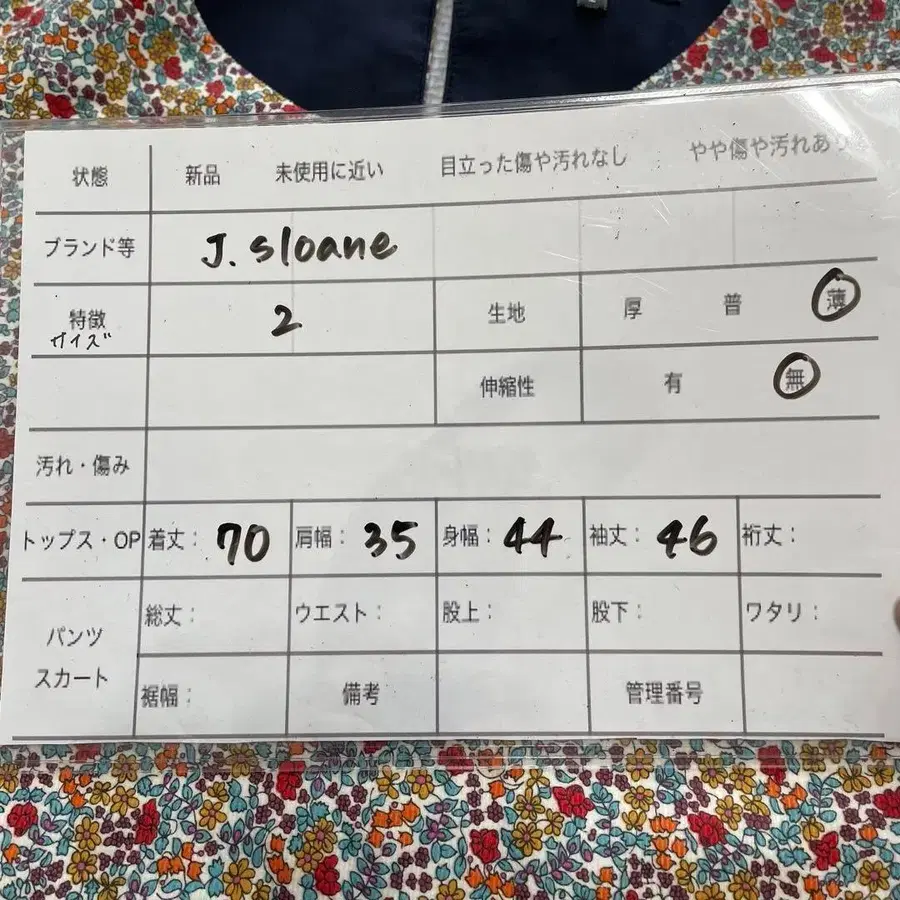 状態 新品 未使用に近い 目立った傷や汚れなし やや傷や汚れあり
ブランド等 J. sloane
特徴 2 生地 厚 普 薄
サイズ
伸縮性 有 無
汚れ・傷み
トップス・OP 着丈: 70 肩幅: 35 身幅: 44 袖丈: 46 裄丈:
総丈: ウエスト: 股上: 股下: ワタリ:
パンツ
スカート
裾幅: 備考 管理番号